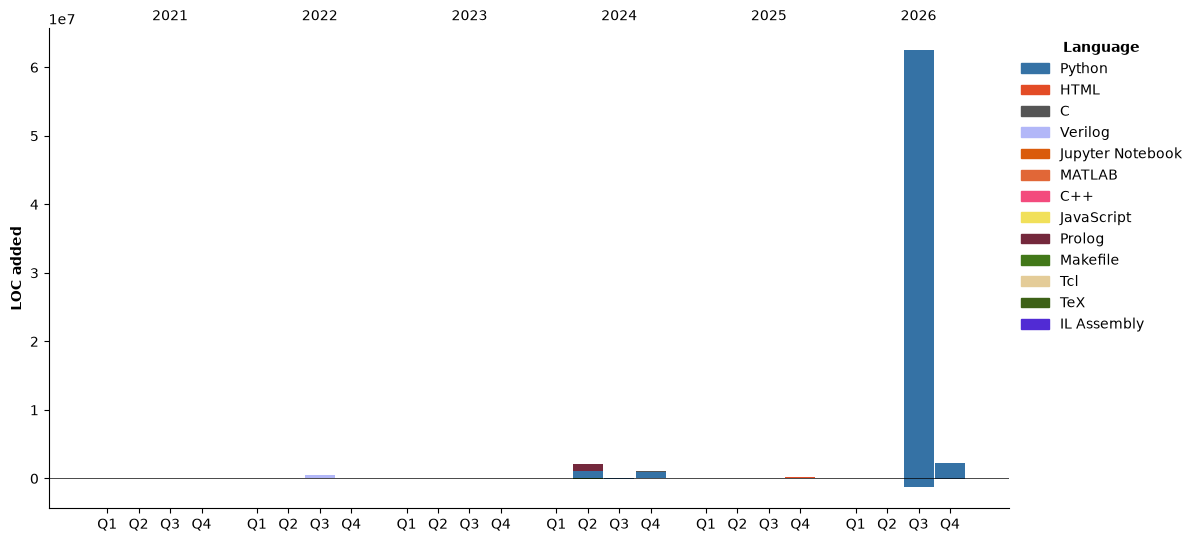 1e7
2021 2022 2023 2024 2025 2026
LOC added
6
5
4
3
2
1
0
Q1 Q2 Q3 Q4 Q1 Q2 Q3 Q4 Q1 Q2 Q3 Q4 Q1 Q2 Q3 Q4 Q1 Q2 Q3 Q4 Q1 Q2 Q3 Q4
Language
Python
HTML
C
Verilog
Jupyter Notebook
MATLAB
C++
JavaScript
Prolog
Makefile
Tcl
TeX
IL Assembly